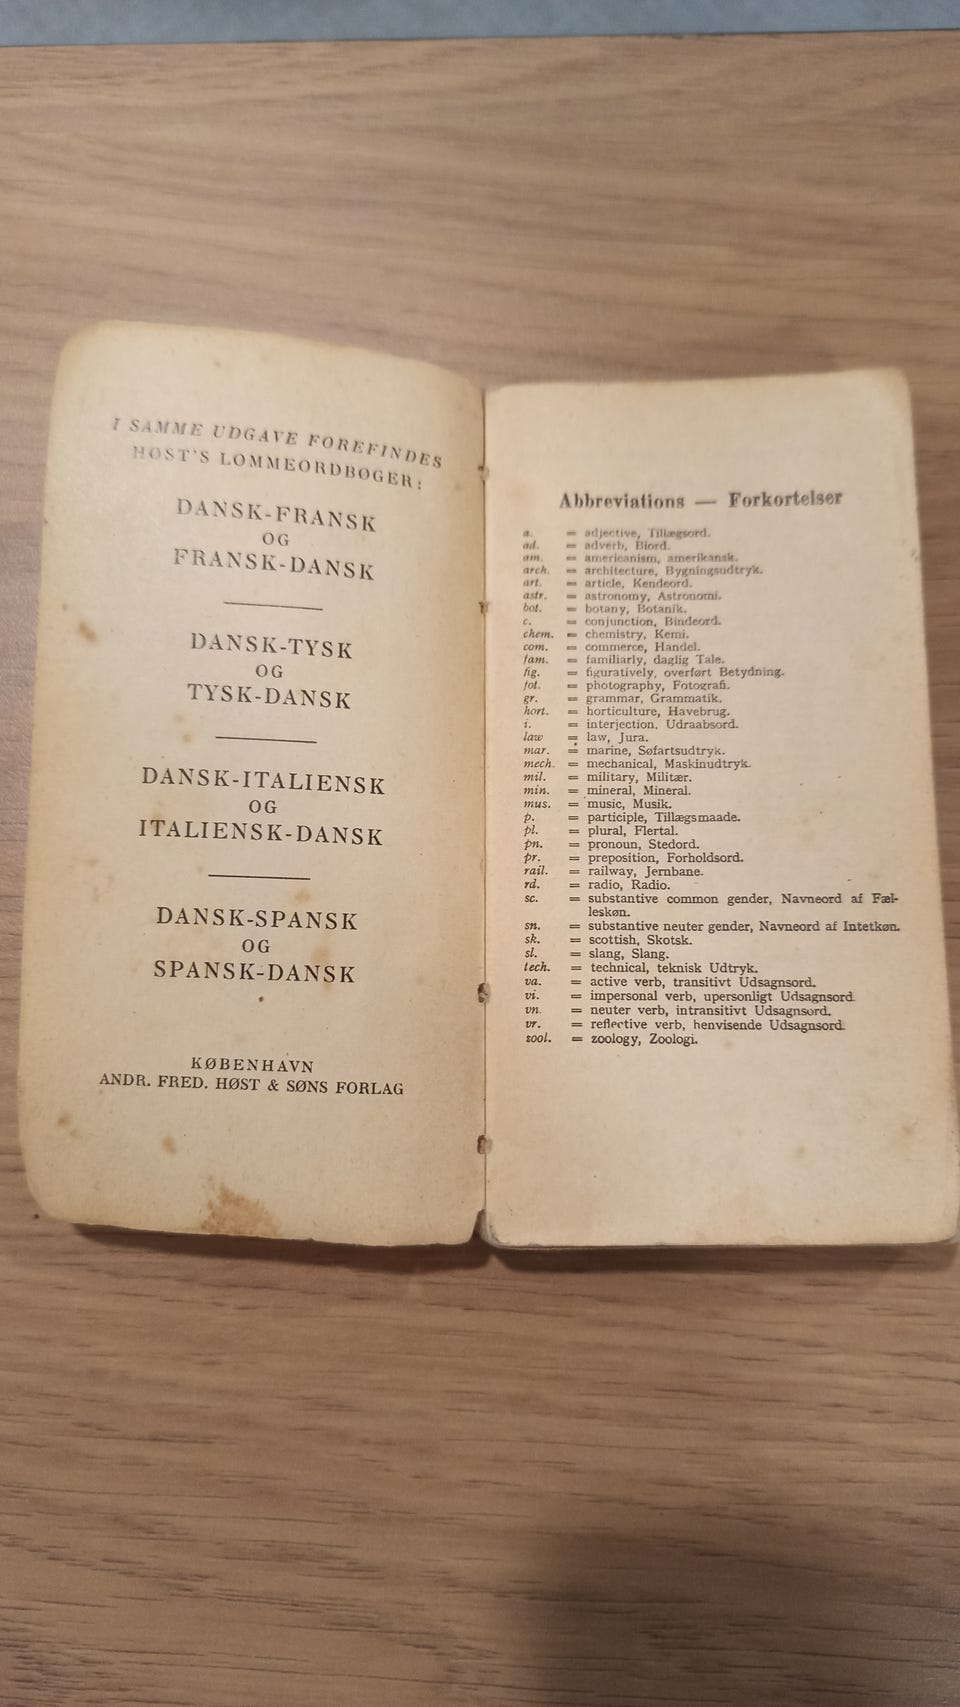 I SAMME UDGAVE FOREFINDES
HØST'S LOMMEORDBØGER:
DANSK-FRANSK
OG
FRANSK-DANSK
DANSK-TYSK
OG
TYSK-DANSK
DANSK-ITALIENSK
OG
ITALIENSK-DANSK
DANSK-SPANSK
OG
SPANSK-DANSK
KØBENHAVN
ANDR. FRED. HØST & SØNS FORLAG
Abbreviations — Forkortelser
a. = adjective, Tillægsord.
ad. = adverb, Biord.
am. = americanism, amerikansk.
arch. = architecture, Bygningsudtryk.
art. = article, Kendeord.
astr. = astronomy, Astronomi.
bot. = botany, Botanik.
c. = conjunction, Bindeord.
chem. = chemistry, Kemi.
com. = commerce, Handel.
fam. = familiarly, daglig Tale.
fig. = figuratively, overført Betydning.
fot. = photography, Fotografi.
gr. = grammar, Grammatik.
hort. = horticulture, Havebrug.
i. = interjection, Udraabsord.
law = law, Jura.
mar. = marine, Søfartsudtryk.
mech. = mechanical, Maskinudtryk.
mil. = military, Militær.
min. = mineral, Mineral.
mus. = music, Musik.
p. = participle, Tillægsmaade.
pl. = plural, Flertal.
pn. = pronoun, Stedord.
pr. = preposition, Forholdsord.
rail. = railway, Jernbane.
rd. = radio, Radio.
sc. = substantive common gender, Navneord af Fæl-
leskøn.
sn. = substantive neuter gender, Navneord af Intetkøn.
sk. = scottish, Skotsk.
sl. = slang, Slang.
tech. = technical, teknisk Udtryk.
va. = active verb, transitivt Udsagnsord.
vi. = impersonal verb, upersonligt Udsagnsord.
vn. = neuter verb, intransitivt Udsagnsord.
vr. = reflective verb, henvisende Udsagnsord.
zool. = zoology, Zoologi.